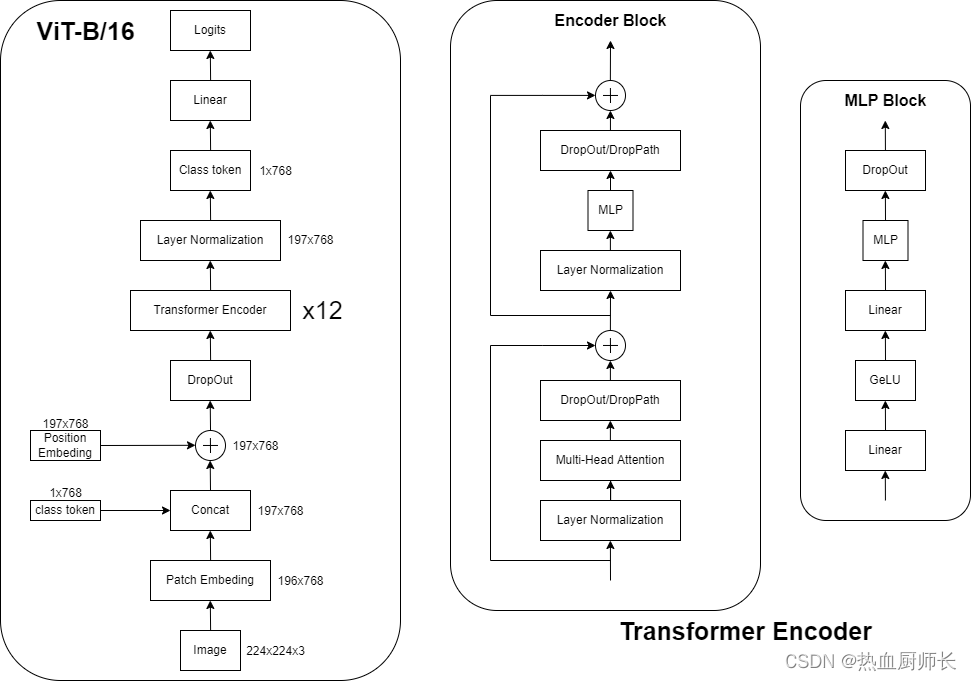 ViT-B/16
Logits
Linear
Class token
1x768
Layer Normalization
197x768
Transformer Encoder
x12
DropOut
197x768
Position
Embeding
197x768
1x768
class token
Concat
197x768
Patch Embeding
196x768
Image
224x224x3
Encoder Block
DropOut/DropPath
MLP
Layer Normalization
DropOut/DropPath
Multi-Head Attention
Layer Normalization
MLP Block
DropOut
MLP
Linear
GeLU
Linear
Transformer Encoder
CSDN @热血厨师长